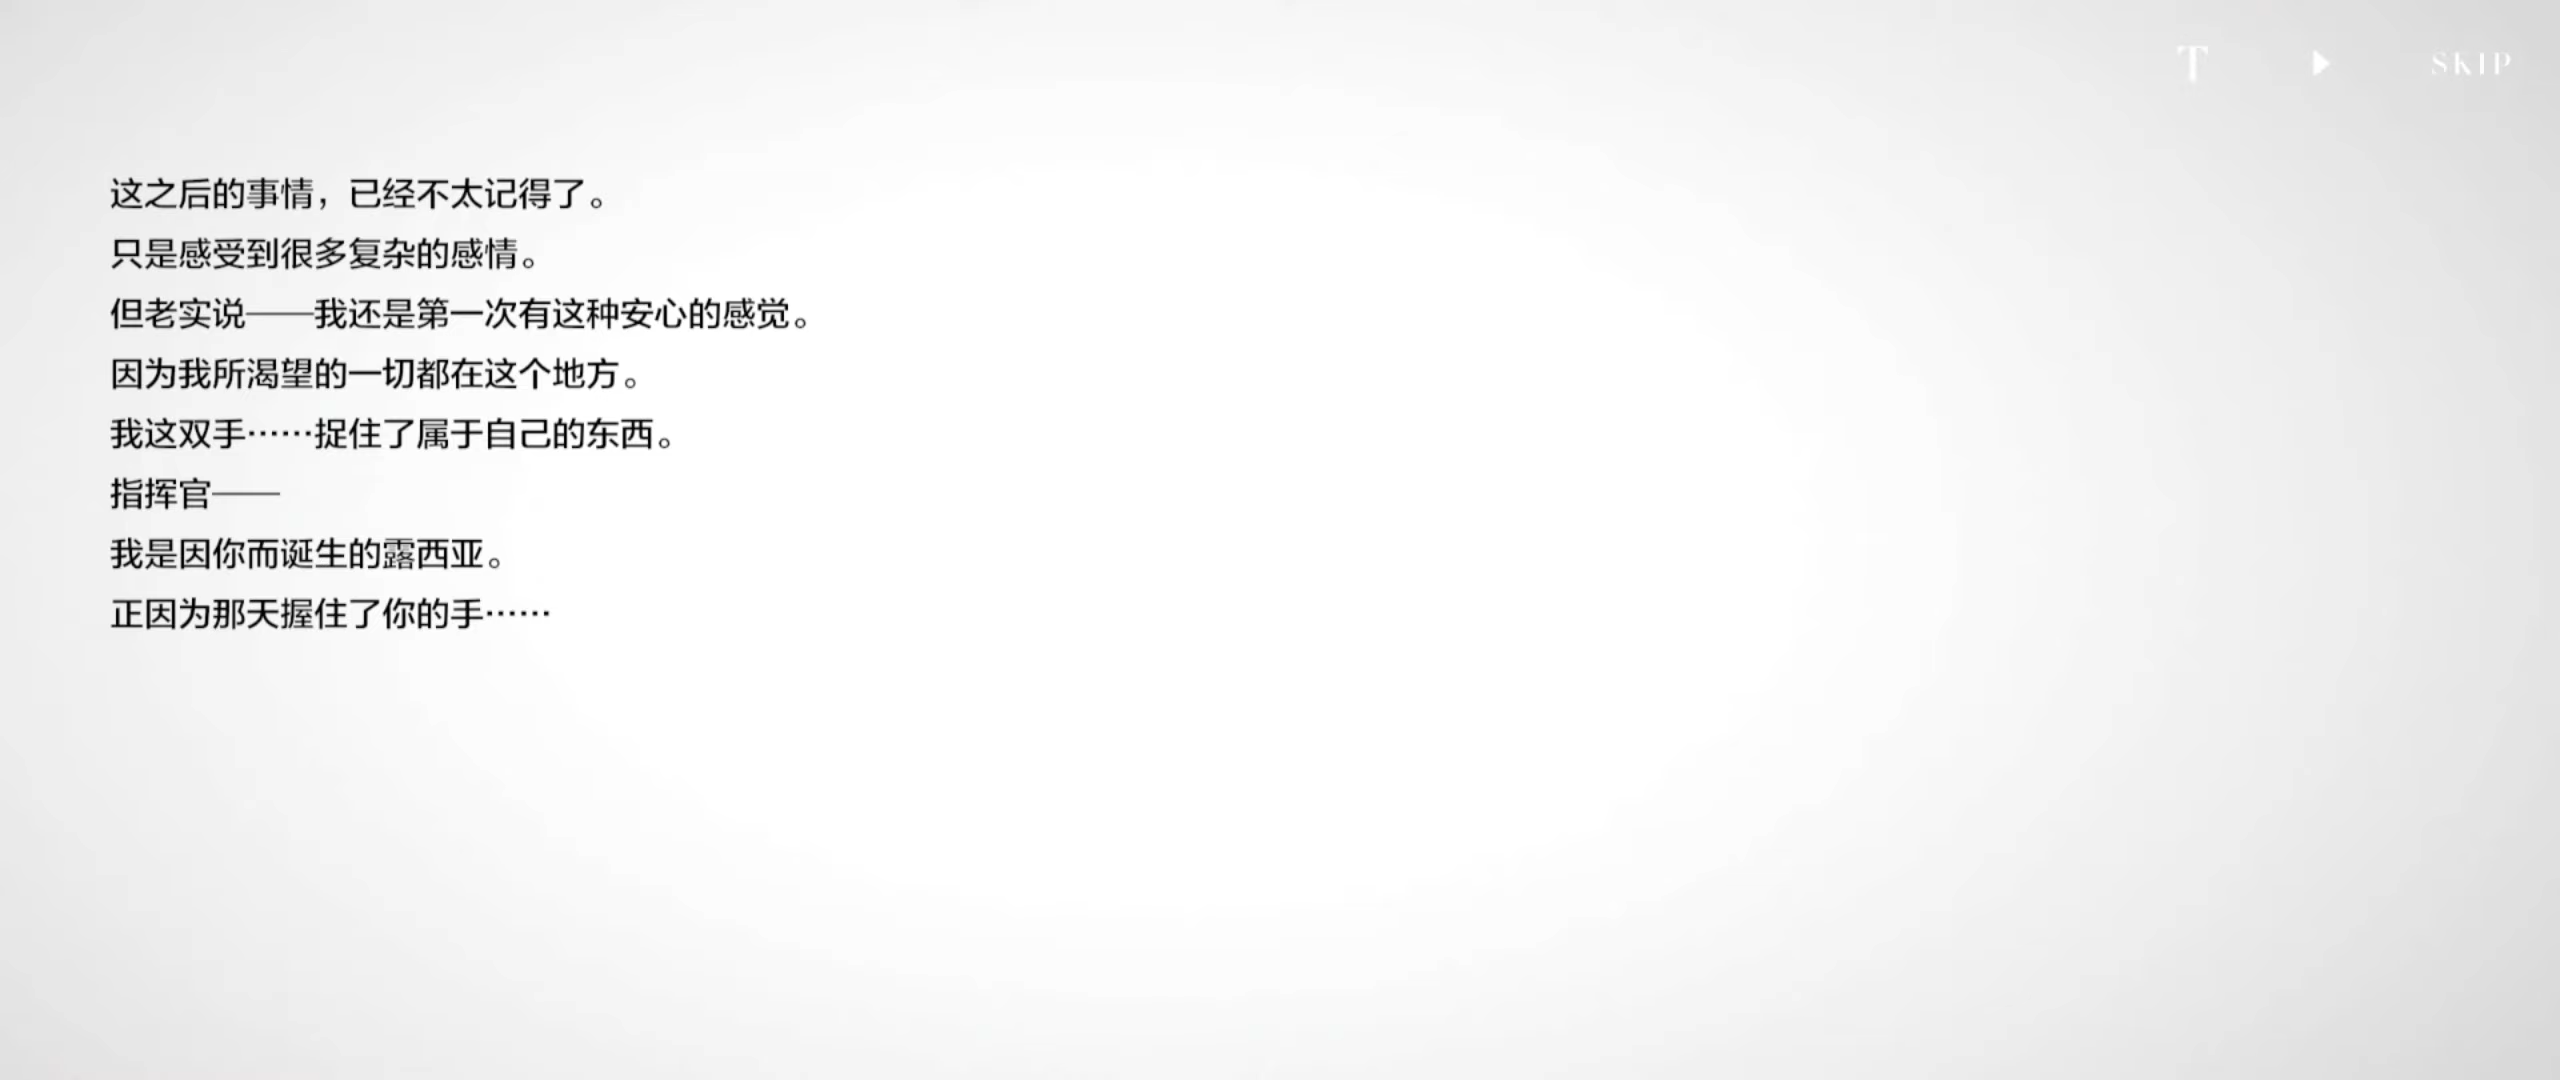 T
SKIP
这之后的事情，已经不太记得了。
只是感受到很多复杂的感情。
但老实说——我还是第一次有这种安心的感觉。
因为我所渴望的一切都在这个地方。
我这双手……捉住了属于自己的东西。
指挥官——
我是因你而诞生的露西亚。
正因为那天握住了你的手……